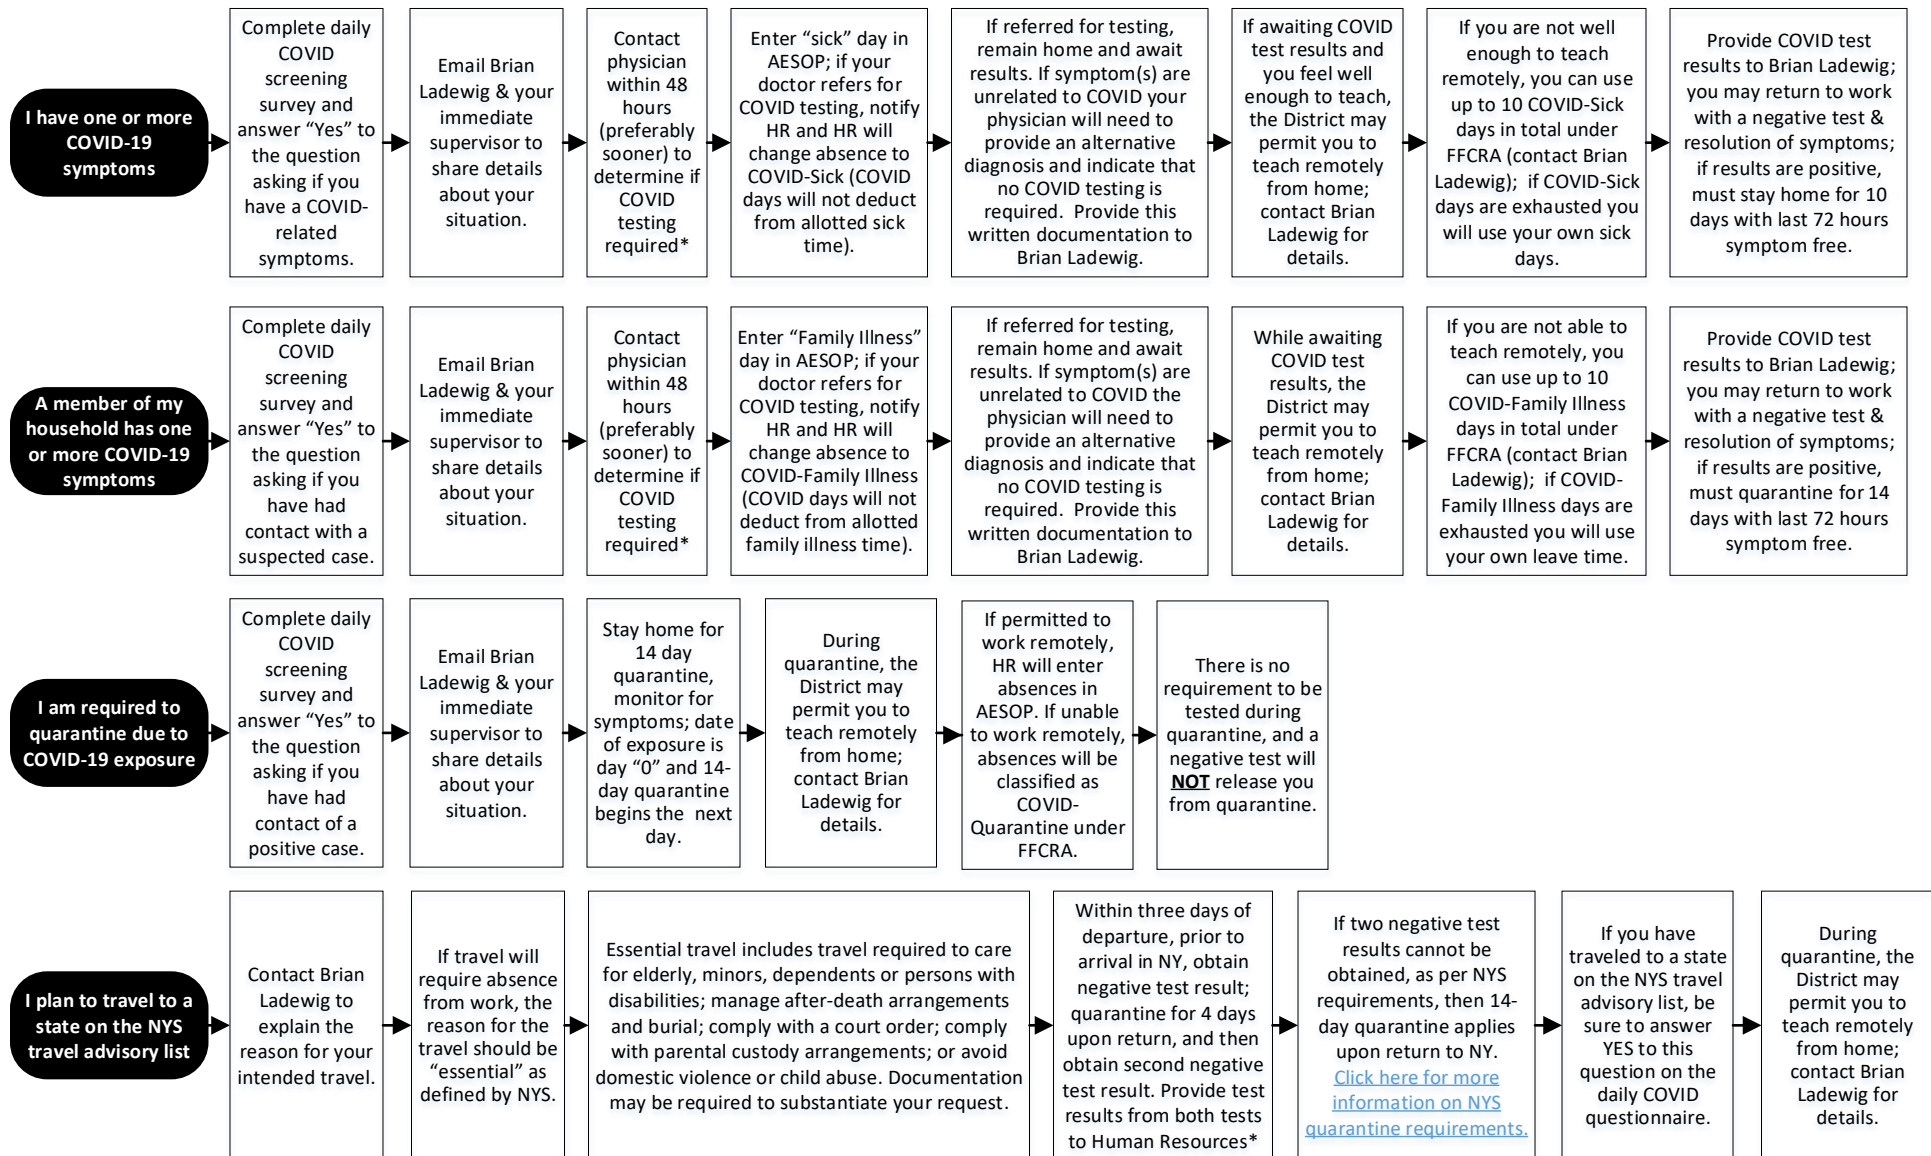 I have one or more
COVID-19
symptoms
Complete daily
COVID
screening
survey and
answer “Yes” to
the question
asking if you
have a COVID-
related
symptoms.
Email Brian
Ladewig & your
immediate
supervisor to
share details
about your
situation.
Contact
physician
within 48
hours
(preferably
sooner) to
determine if
COVID
testing
required*
Enter “sick” day in
AESOP; if your
doctor refers for
COVID testing, notify
HR and HR will
change absence to
COVID-Sick (COVID
days will not deduct
from allotted sick
time).
If referred for testing,
remain home and await
results. If symptom(s) are
unrelated to COVID your
physician will need to
provide an alternative
diagnosis and indicate that
no COVID testing is
required.  Provide this
written documentation to
Brian Ladewig.
If awaiting COVID
test results and
you feel well
enough to teach,
the District may
permit you to
teach remotely
from home;
contact Brian
Ladewig for
details.
If you are not well
enough to teach
remotely, you can use
up to 10 COVID-Sick
days in total under
FFCRA (contact Brian
Ladewig);  if COVID-Sick
days are exhausted you
will use your own sick
days.
Provide COVID test
results to Brian Ladewig;
you may return to work
with a negative test &
resolution of symptoms;
if results are positive,
must stay home for 10
days with last 72 hours
symptom free.
A member of my
household has one
or more COVID-19
symptoms
Complete daily
COVID
screening
survey and
answer “Yes” to
the question
asking if you
have had
contact with a
suspected case.
Email Brian
Ladewig & your
immediate
supervisor to
share details
about your
situation.
Contact
physician
within 48
hours
(preferably
sooner) to
determine if
COVID
testing
required*
Enter “Family Illness”
day in AESOP; if your
doctor refers for
COVID testing, notify
HR and HR will
change absence to
COVID-Family Illness
(COVID days will not
deduct from allotted
family illness time).
If referred for testing,
remain home and await
results. If symptom(s) are
unrelated to COVID the
physician will need to
provide an alternative
diagnosis and indicate that
no COVID testing is
required.  Provide this
written documentation to
Brian Ladewig.
While awaiting
COVID test
results, the
District may
permit you to
teach remotely
from home;
contact Brian
Ladewig for
details.
If you are not able to
teach remotely, you
can use up to 10
COVID-Family Illness
days in total under
FFCRA (contact Brian
Ladewig);  if COVID-
Family Illness days are
exhausted you will use
your own leave time.
Provide COVID test
results to Brian Ladewig;
you may return to work
with a negative test &
resolution of symptoms;
if results are positive,
must quarantine for 14
days with last 72 hours
symptom free.
I am required to
quarantine due to
COVID-19 exposure
Complete daily
COVID
screening
survey and
answer “Yes” to
the question
asking if you
have had
contact of a
positive case.
Email Brian
Ladewig & your
immediate
supervisor to
share details
about your
situation.
Stay home for
14 day
quarantine,
monitor for
symptoms; date
of exposure is
day “0” and 14-
day quarantine
begins the  next
day.
During
quarantine, the
District may
permit you to
teach remotely
from home;
contact Brian
Ladewig for
details.
If permitted to
work remotely,
HR will enter
absences in
AESOP. If unable
to work remotely,
absences will be
classified as
COVID-
Quarantine under
FFCRA.
There is no
requirement to be
tested during
quarantine, and a
negative test will
NOT release you
from quarantine.
I plan to travel to a
state on the NYS
travel advisory list
Contact Brian
Ladewig to
explain the
reason for your
intended travel.
If travel will
require absence
from work, the
reason for the
travel should be
“essential” as
defined by NYS.
Essential travel includes travel required to care
for elderly, minors, dependents or persons with
disabilities; manage after-death arrangements
and burial; comply with a court order; comply
with parental custody arrangements; or avoid
domestic violence or child abuse. Documentation
may be required to substantiate your request.
Within three days of
departure, prior to
arrival in NY, obtain
negative test result;
quarantine for 4 days
upon return, and then
obtain second negative
test result. Provide test
results from both tests
to Human Resources*
If two negative test
results cannot be
obtained, as per NYS
requirements, then 14-
day quarantine applies
upon return to NY.
Click here for more
information on NYS
quarantine requirements.
If you have
traveled to a state
on the NYS travel
advisory list, be
sure to answer
YES to this
question on the
daily COVID
questionnaire.
During
quarantine, the
District may
permit you to
teach remotely
from home;
contact Brian
Ladewig for
details.